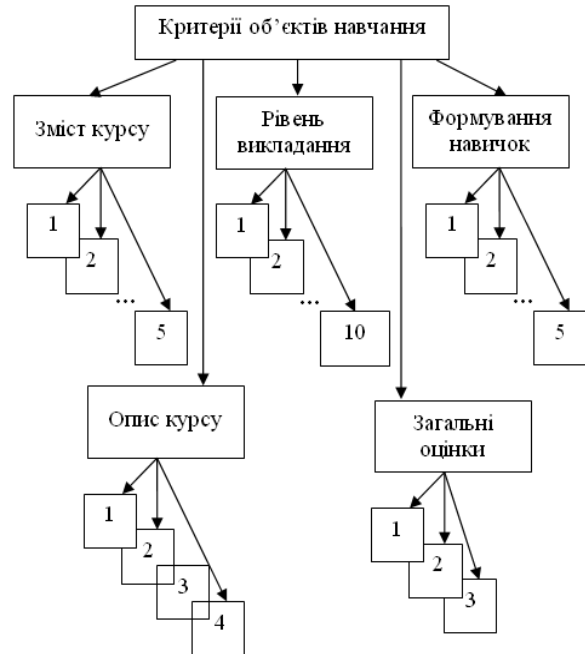 Критерії об’єктів навчання
Зміст курсу
Рівень
викладання
Формування
навичок
1
2
...
5
1
2
...
10
1
2
...
5
Опис курсу
Загальні
оцінки
1
2
3
4
1
2
3